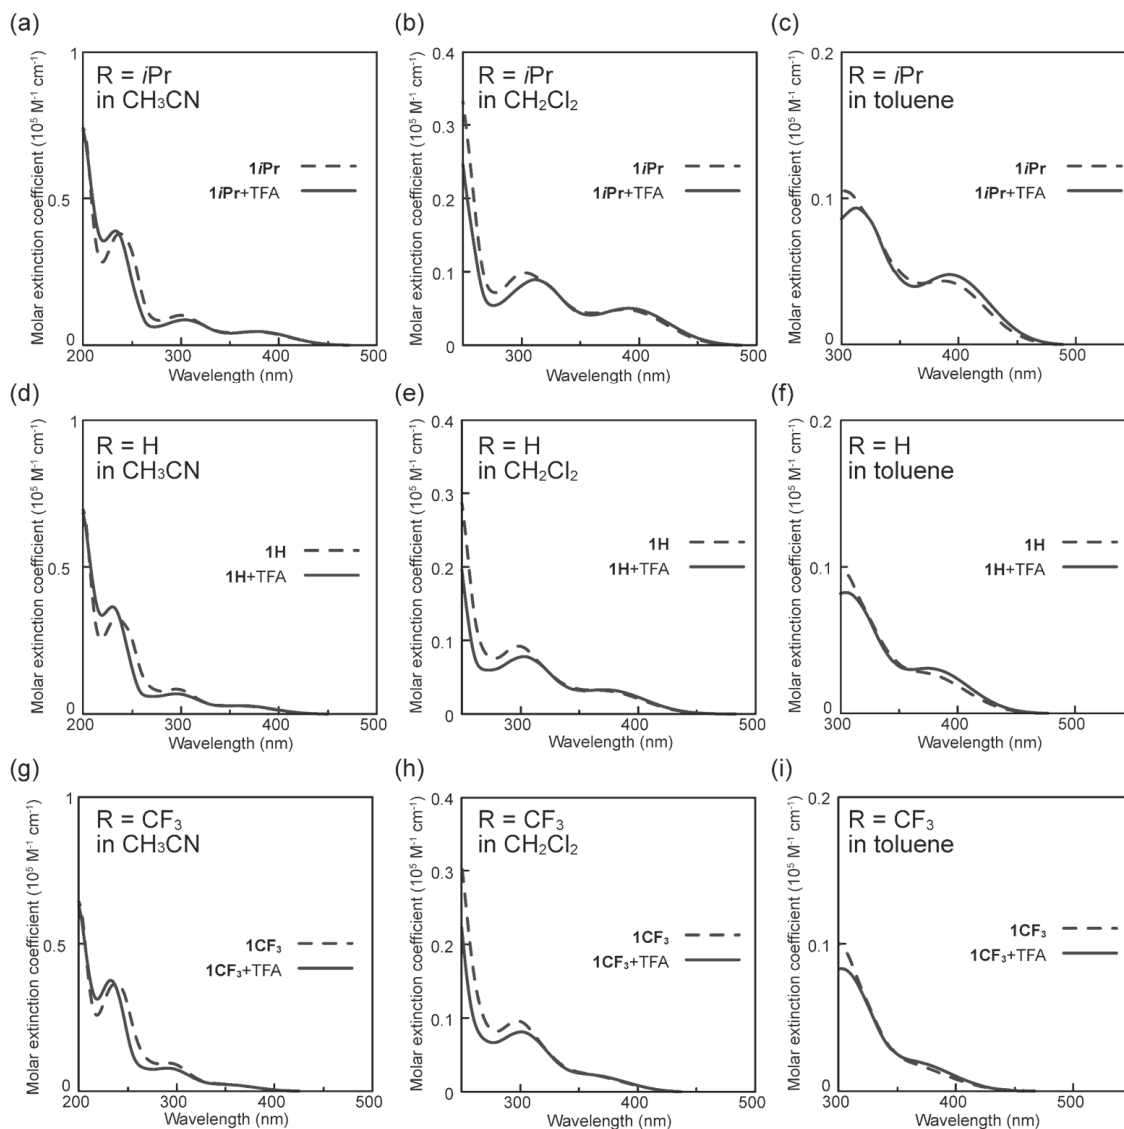 (a)
Molar extinction coefficient (10⁵ M⁻¹ cm⁻¹)
1
0.5
0
R = iPr
in CH₃CN
1iPr
1iPr+TFA
200 300 400 500
Wavelength (nm)
(b)
Molar extinction coefficient (10⁵ M⁻¹ cm⁻¹)
0.4
0.3
0.2
0.1
0
R = iPr
in CH₂Cl₂
1iPr
1iPr+TFA
300 400 500
Wavelength (nm)
(c)
Molar extinction coefficient (10⁵ M⁻¹ cm⁻¹)
0.2
0.1
0
R = iPr
in toluene
1iPr
1iPr+TFA
300 400 500
Wavelength (nm)
(d)
Molar extinction coefficient (10⁵ M⁻¹ cm⁻¹)
1
0.5
0
R = H
in CH₃CN
1H
1H+TFA
200 300 400 500
Wavelength (nm)
(e)
Molar extinction coefficient (10⁵ M⁻¹ cm⁻¹)
0.4
0.3
0.2
0.1
0
R = H
in CH₂Cl₂
1H
1H+TFA
300 400 500
Wavelength (nm)
(f)
Molar extinction coefficient (10⁵ M⁻¹ cm⁻¹)
0.2
0.1
0
R = H
in toluene
1H
1H+TFA
300 400 500
Wavelength (nm)
(g)
Molar extinction coefficient (10⁵ M⁻¹ cm⁻¹)
1
0.5
0
R = CF₃
in CH₃CN
1CF₃
1CF₃+TFA
200 300 400 500
Wavelength (nm)
(h)
Molar extinction coefficient (10⁵ M⁻¹ cm⁻¹)
0.4
0.3
0.2
0.1
0
R = CF₃
in CH₂Cl₂
1CF₃
1CF₃+TFA
300 400 500
Wavelength (nm)
(i)
Molar extinction coefficient (10⁵ M⁻¹ cm⁻¹)
0.2
0.1
0
R = CF₃
in toluene
1CF₃
1CF₃+TFA
300 400 500
Wavelength (nm)